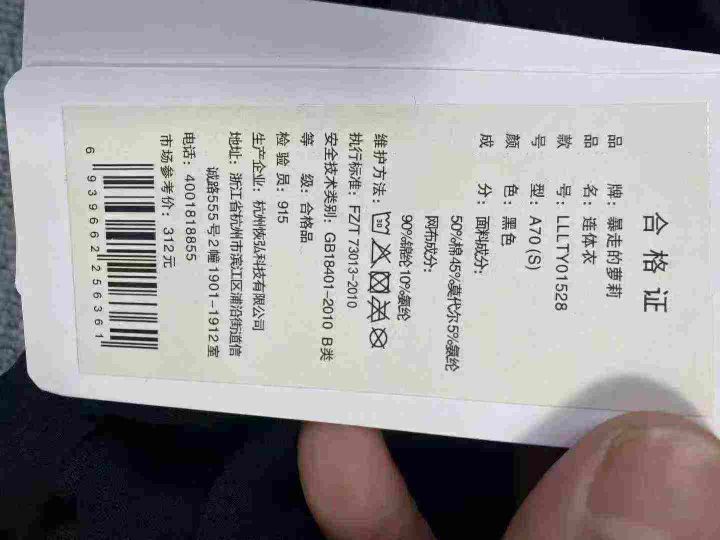 合格证
品 牌：暴走的萝莉
品 名：连体衣
款 号：LLLTY01528
号 型：A70(S)
颜 色：黑色
成 分：面料成分：
50%棉45%莫代尔5%氨纶
网布成分：
90%锦纶10%氨纶
维护方法：
执行标准：FZ/T 73013-2010
安全技术类别：GB18401-2010 B类
等 级：合格品
检 验 员：915
生产企业：杭州恢弘科技有限公司
地址：浙江省杭州市滨江区浦沿街道信
诚路555号2幢1901-1912室
电话：4001818855
市场参考价：312元
6939662256361